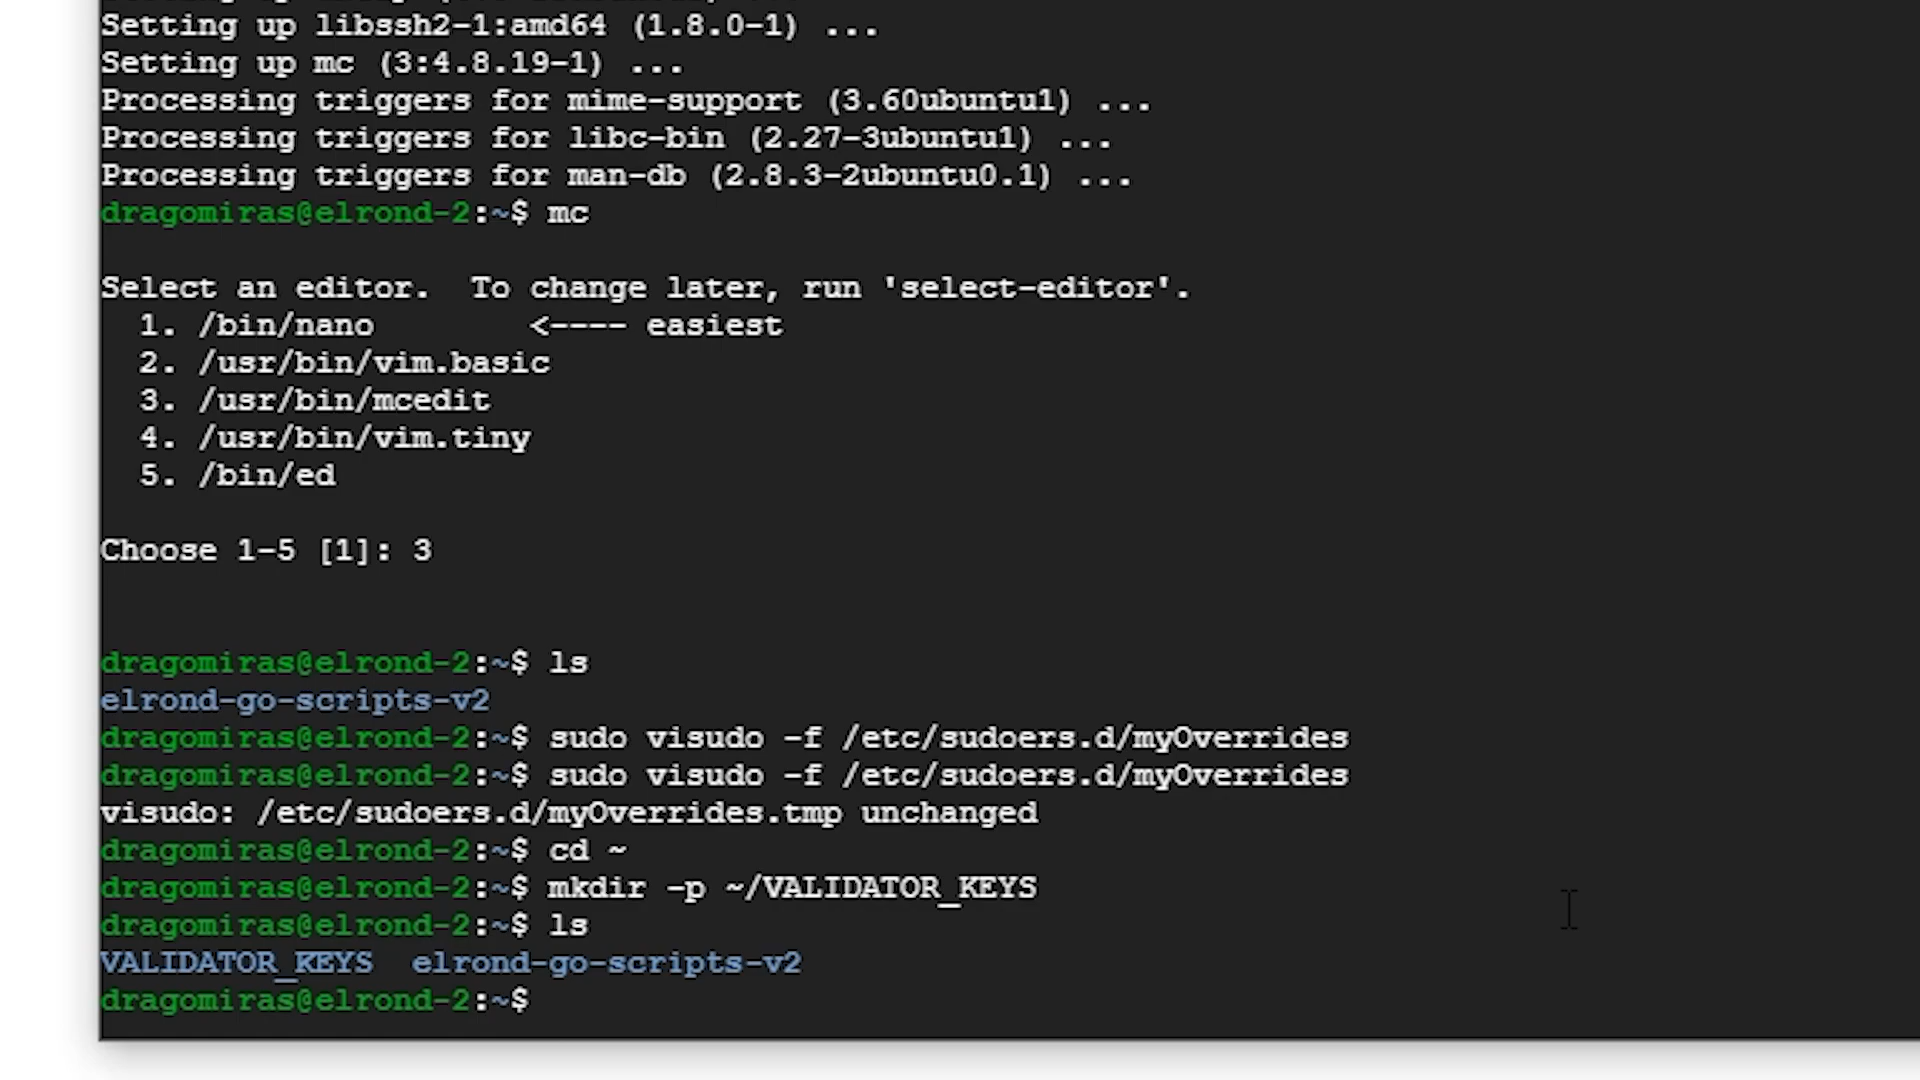 Setting up libssh2-1:amd64 (1.8.0-1) ...
Setting up mc (3:4.8.19-1) ...
Processing triggers for mime-support (3.60ubuntu1) ...
Processing triggers for libc-bin (2.27-3ubuntu1) ...
Processing triggers for man-db (2.8.3-2ubuntu0.1) ...
dragomiras@elrond-2:~$ mc
Select an editor.  To change later, run 'select-editor'.
  1. /bin/nano        <---- easiest
  2. /usr/bin/vim.basic
  3. /usr/bin/mcedit
  4. /usr/bin/vim.tiny
  5. /bin/ed
Choose 1-5 [1]: 3
dragomiras@elrond-2:~$ ls
elrond-go-scripts-v2
dragomiras@elrond-2:~$ sudo visudo -f /etc/sudoers.d/myOverrides
dragomiras@elrond-2:~$ sudo visudo -f /etc/sudoers.d/myOverrides
visudo: /etc/sudoers.d/myOverrides.tmp unchanged
dragomiras@elrond-2:~$ cd ~
dragomiras@elrond-2:~$ mkdir -p ~/VALIDATOR_KEYS
dragomiras@elrond-2:~$ ls
VALIDATOR_KEYS  elrond-go-scripts-v2
dragomiras@elrond-2:~$